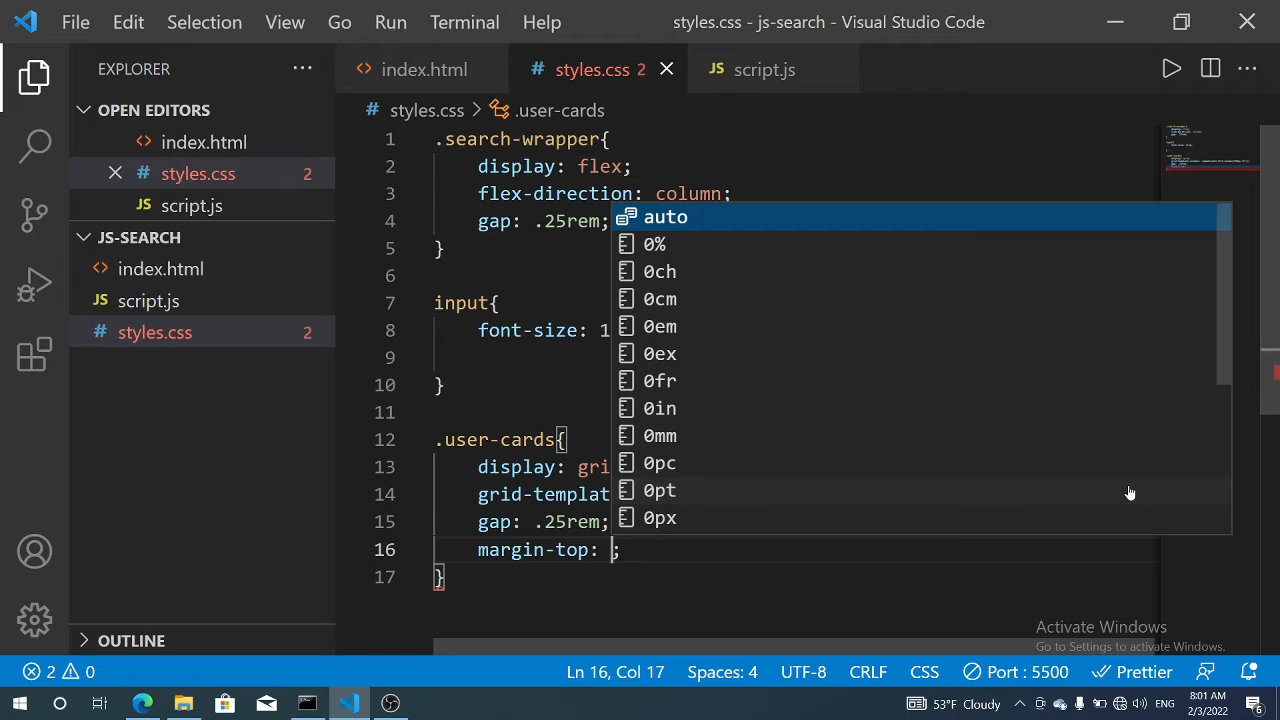 File Edit Selection View Go Run Terminal Help styles.css - js-search - Visual Studio Code
EXPLORER
OPEN EDITORS
index.html
styles.css 2
script.js
JS-SEARCH
index.html
script.js
styles.css 2
OUTLINE
index.html styles.css 2 script.js
styles.css > .user-cards
1 .search-wrapper{
2 display: flex;
3 flex-direction: column;
4 gap: .25rem;
5 }
6
7 input{
8 font-size: 1
9
10 }
11
12 .user-cards{
13 display: gri
14 grid-templat
15 gap: .25rem;
16 margin-top: ;
17 }
auto
0%
0ch
0cm
0em
0ex
0fr
0in
0mm
0pc
0pt
0px
Activate Windows
Go to Settings to activate Windows.
2 0 Ln 16, Col 17 Spaces: 4 UTF-8 CRLF CSS Port : 5500 Prettier
53°F Cloudy ENG 8:01 AM
2/3/2022 6